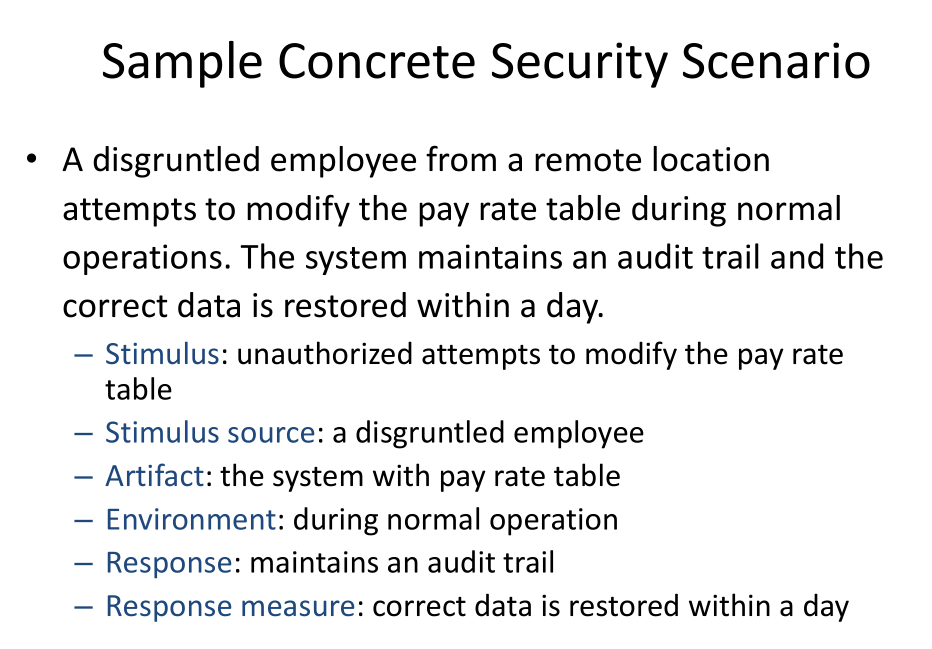 Sample Concrete Security Scenario
• A disgruntled employee from a remote location
attempts to modify the pay rate table during normal
operations. The system maintains an audit trail and the
correct data is restored within a day.
– Stimulus: unauthorized attempts to modify the pay rate
table
– Stimulus source: a disgruntled employee
– Artifact: the system with pay rate table
– Environment: during normal operation
– Response: maintains an audit trail
– Response measure: correct data is restored within a day